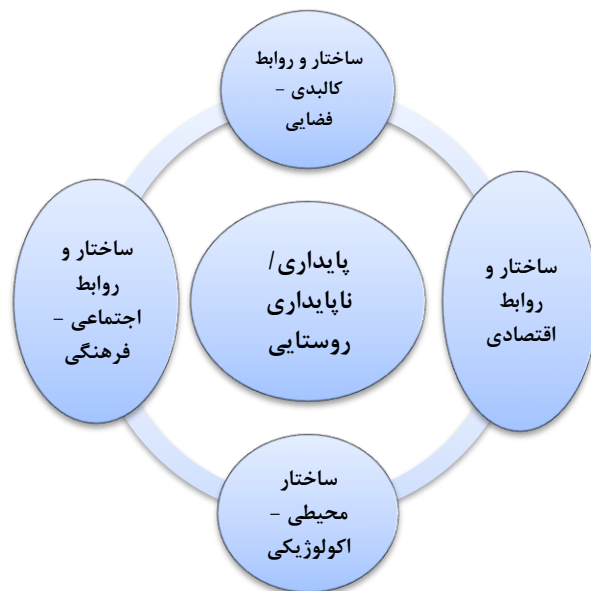 ساختار و روابط
کالبدی –
فضایی
ساختار و
روابط
اقتصادی
پایداری/
ناپایداری
روستایی
ساختار و
روابط
اجتماعی –
فرهنگی
ساختار
محیطی –
اکولوژیکی